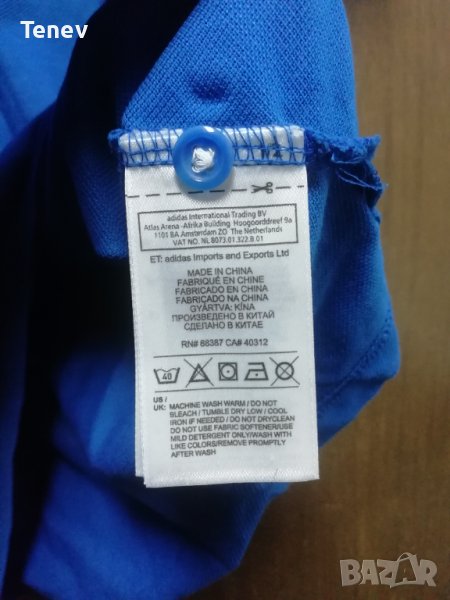 Tenev
adidas International Trading BV
Atlas Arena -Afrika Building Hoogoorddreef 9a
1101 BA Amsterdam ZO The Netherlands
VAT NO. NL 8073.01.322.B.01
ET: adidas Imports and Exports Ltd
MADE IN CHINA
FABRIQUÉ EN CHINE
FABRICADO EN CHINA
FABRICADO NA CHINA
GYÁRTVA: KÍNA
ПРОИЗВЕДЕНО В КИТАЙ
СДЕЛАНО В КИТАЕ
RN# 88387 CA# 40312
40
US /
UK: MACHINE WASH WARM / DO NOT
BLEACH / TUMBLE DRY LOW / COOL
IRON IF NEEDED / DO NOT DRYCLEAN
DO NOT USE FABRIC SOFTENER/USE
MILD DETERGENT ONLY/WASH WITH
LIKE COLORS/REMOVE PROMPTLY
AFTER WASH
BAZAR